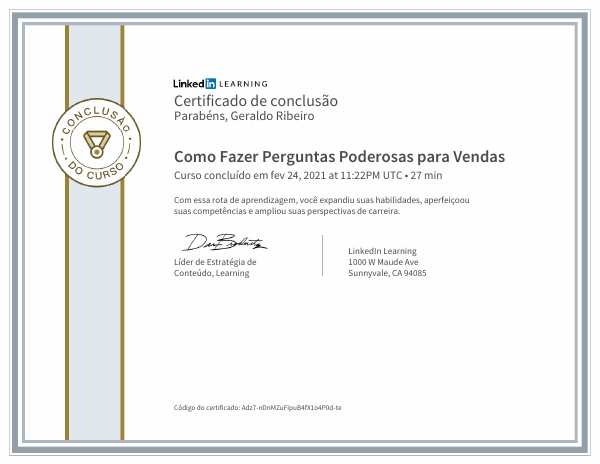 LinkedIn LEARNING
Certificado de conclusão
Parabéns, Geraldo Ribeiro
CONCLUSÃO
DO CURSO
Como Fazer Perguntas Poderosas para Vendas
Curso concluído em fev 24, 2021 at 11:22PM UTC • 27 min
Com essa rota de aprendizagem, você expandiu suas habilidades, aperfeiçoou
suas competências e ampliou suas perspectivas de carreira.
Líder de Estratégia de
Conteúdo, Learning
LinkedIn Learning
1000 W Maude Ave
Sunnyvale, CA 94085
Código do certificado: Adz7-nDnMZuFipuB4fX1o4P0d-te